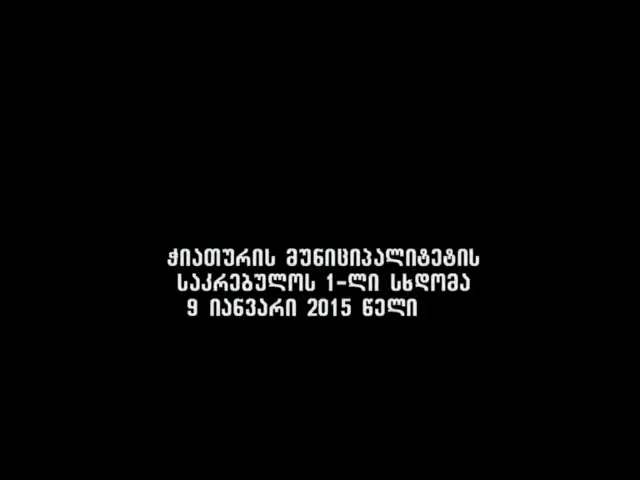 ჭიათურის მუნიციპალიტეტის
საკრებულოს 1-ლი სხდომა
9 იანვარი 2015 წელი